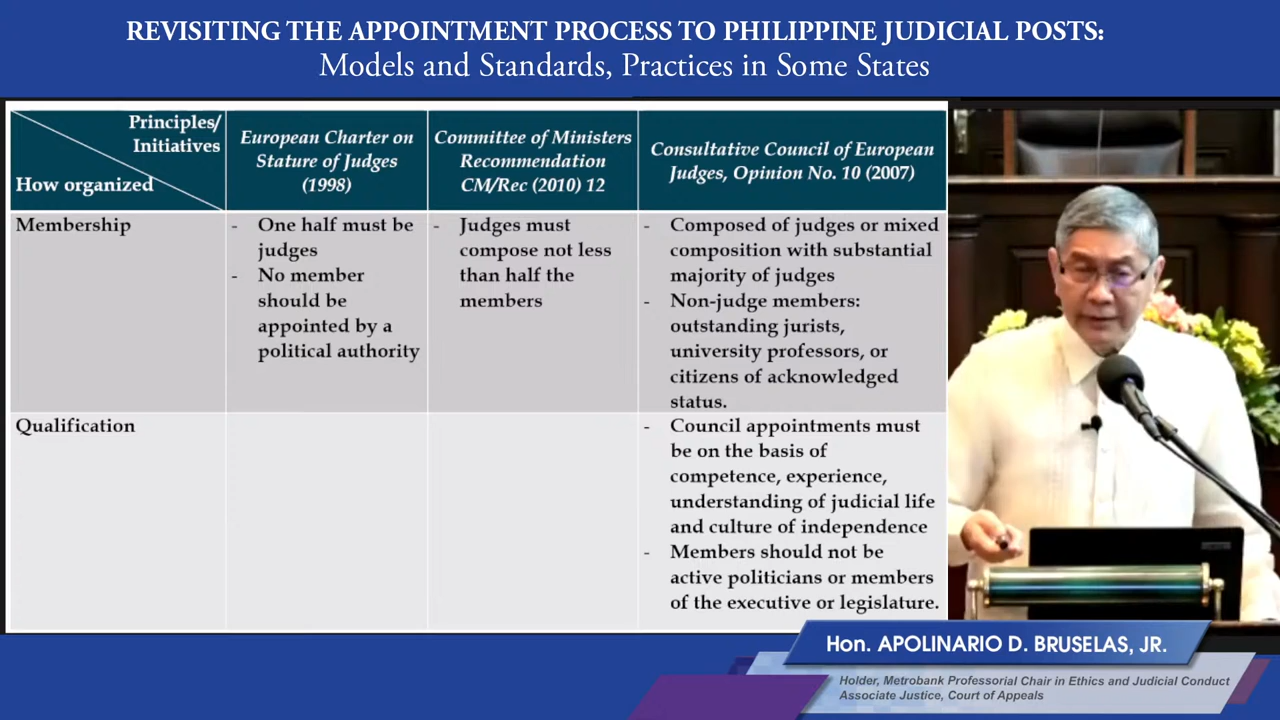 REVISITING THE APPOINTMENT PROCESS TO PHILIPPINE JUDICIAL POSTS:
Models and Standards, Practices in Some States
Principles/
Initiatives
How organized
European Charter on
Stature of Judges
(1998)
Committee of Ministers
Recommendation
CM/Rec (2010) 12
Consultative Council of European
Judges, Opinion No. 10 (2007)
Membership
- One half must be
judges
- No member
should be
appointed by a
political authority
- Judges must
compose not less
than half the
members
- Composed of judges or mixed
composition with substantial
majority of judges
- Non-judge members:
outstanding jurists,
university professors, or
citizens of acknowledged
status.
Qualification
- Council appointments must
be on the basis of
competence, experience,
understanding of judicial life
and culture of independence
- Members should not be
active politicians or members
of the executive or legislature.
Hon. APOLINARIO D. BRUSELAS, JR.
Holder, Metrobank Professorial Chair in Ethics and Judicial Conduct
Associate Justice, Court of Appeals